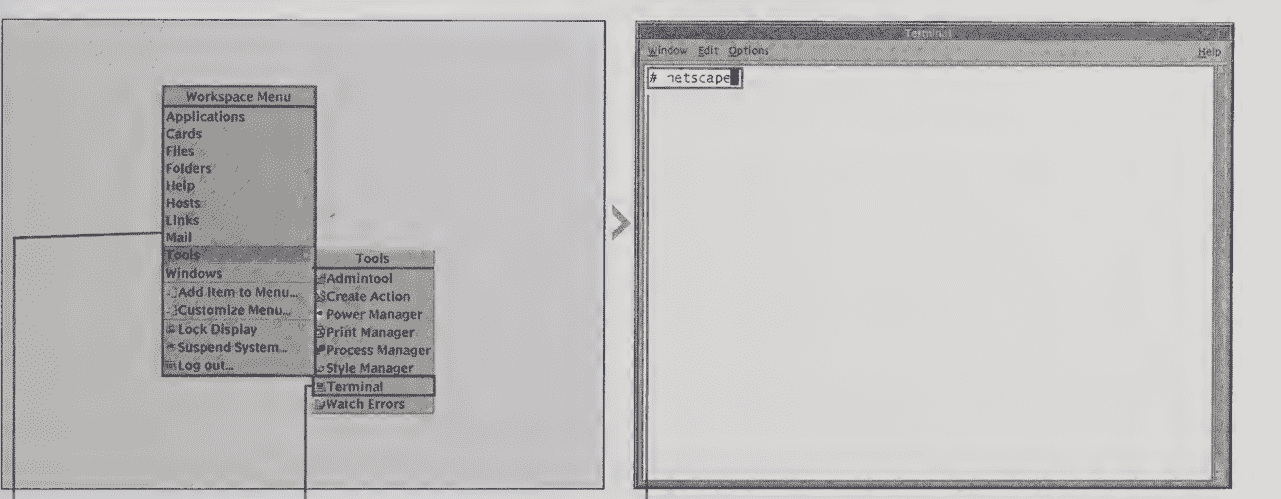 Workspace Menu
Applications
Cards
Files
Folders
Help
Hosts
Links
Mail
Tools
Windows
Add Item to Menu...
Customize Menu...
Lock Display
Suspend System...
Log out...
Tools
Admintool
Create Action
Power Manager
Print Manager
Process Manager
Style Manager
Terminal
Watch Errors
Terminal
Window Edit Options Help
# netscape